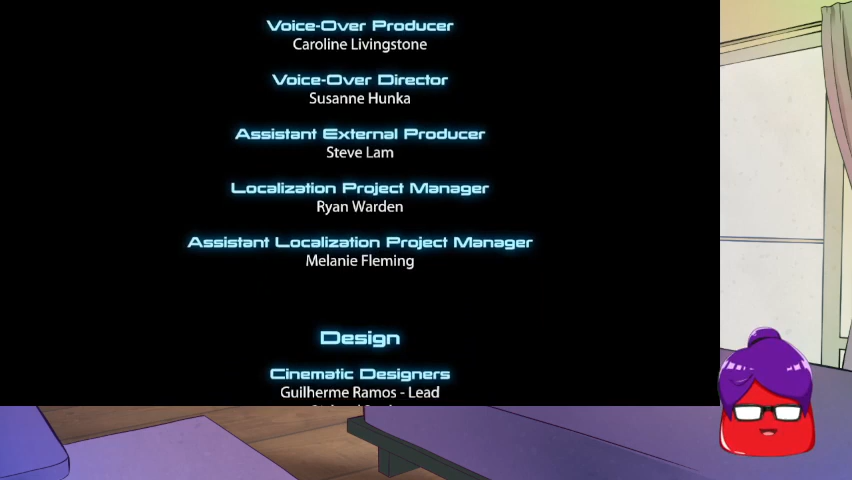 Voice-Over Producer
Caroline Livingstone
Voice-Over Director
Susanne Hunka
Assistant External Producer
Steve Lam
Localization Project Manager
Ryan Warden
Assistant Localization Project Manager
Melanie Fleming
Design
Cinematic Designers
Guilherme Ramos - Lead